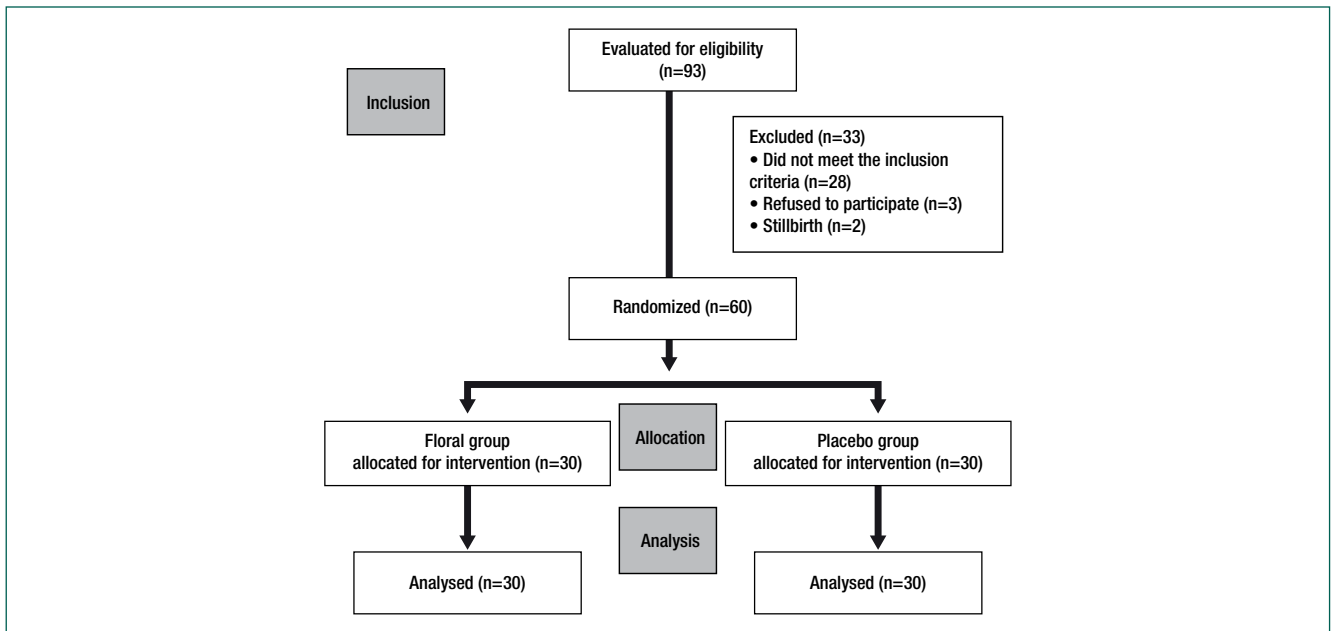 Evaluated for eligibility
(n=93)
Inclusion
Excluded (n=33)
• Did not meet the inclusion
criteria (n=28)
• Refused to participate (n=3)
• Stillbirth (n=2)
Randomized (n=60)
Floral group
allocated for intervention (n=30)
Allocation
Placebo group
allocated for intervention (n=30)
Analysis
Analysed (n=30)
Analysed (n=30)